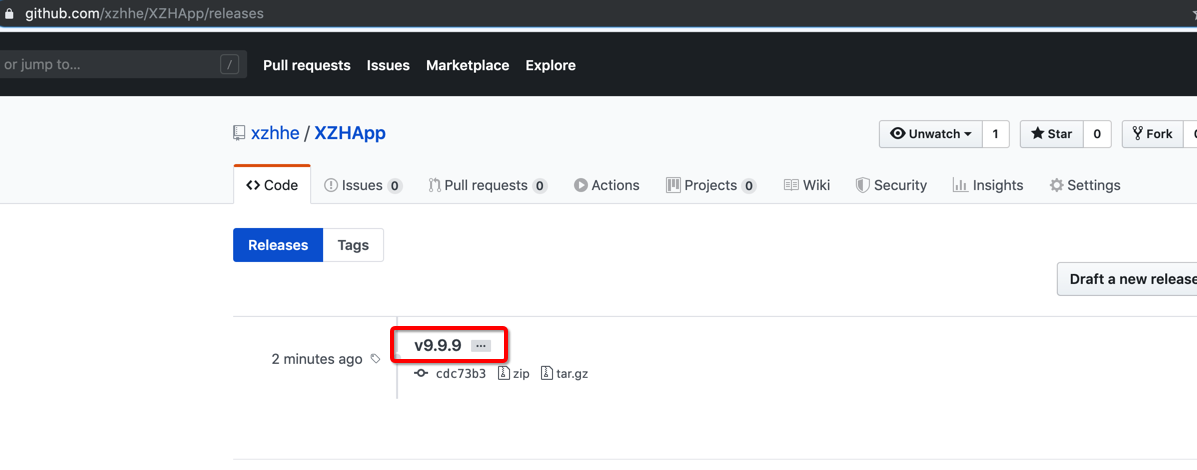 github.com/xzhhe/XZHApp/releases
or jump to... / Pull requests Issues Marketplace Explore
xzhhe / XZHApp Unwatch 1 Star 0 Fork
Code Issues 0 Pull requests 0 Actions Projects 0 Wiki Security Insights Settings
Releases Tags
Draft a new release
v9.9.9 ...
2 minutes ago
cdc73b3 zip tar.gz